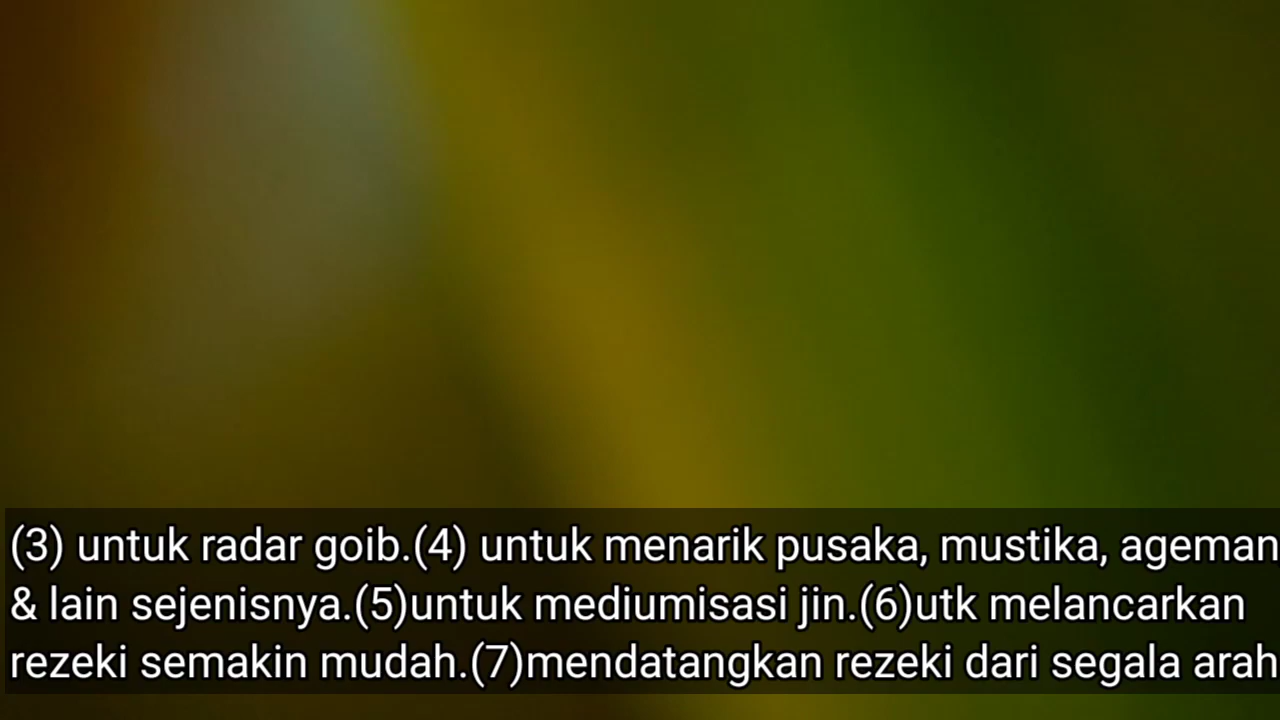 (3) untuk radar goib.(4) untuk menarik pusaka, mustika, ageman
& lain sejenisnya.(5)untuk mediumisasi jin.(6)utk melancarkan
rezeki semakin mudah.(7)mendatangkan rezeki dari segala arah